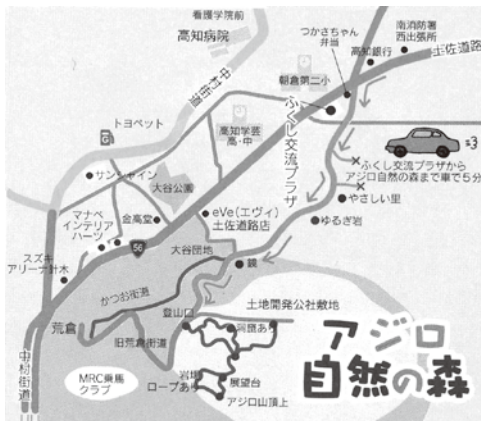 看護学院前
高知病院
中村街道
つかさちゃん
弁当
南消防署
西出張所
高知銀行
土佐道路
朝倉第二小
ふくし交流プラザ
トヨペット
高知学芸
高・中
サンシャイン
大谷公園
ふくし交流プラザから
アジロ自然の森まで車で5分
やさしい里
ゆるぎ岩
マナベ
インテリア
ハーツ
金高堂
eVe(エヴィ)
土佐道路店
スズキ
アリーナ針木
56
大谷団地
鏡
かつお街道
荒倉
登山口
土地開発公社敷地
旧荒倉街道
祠跡あり
中村街道
MRC乗馬
クラブ
岩場
ロープあり
展望台
アジロ山頂上
アジロ
自然の森